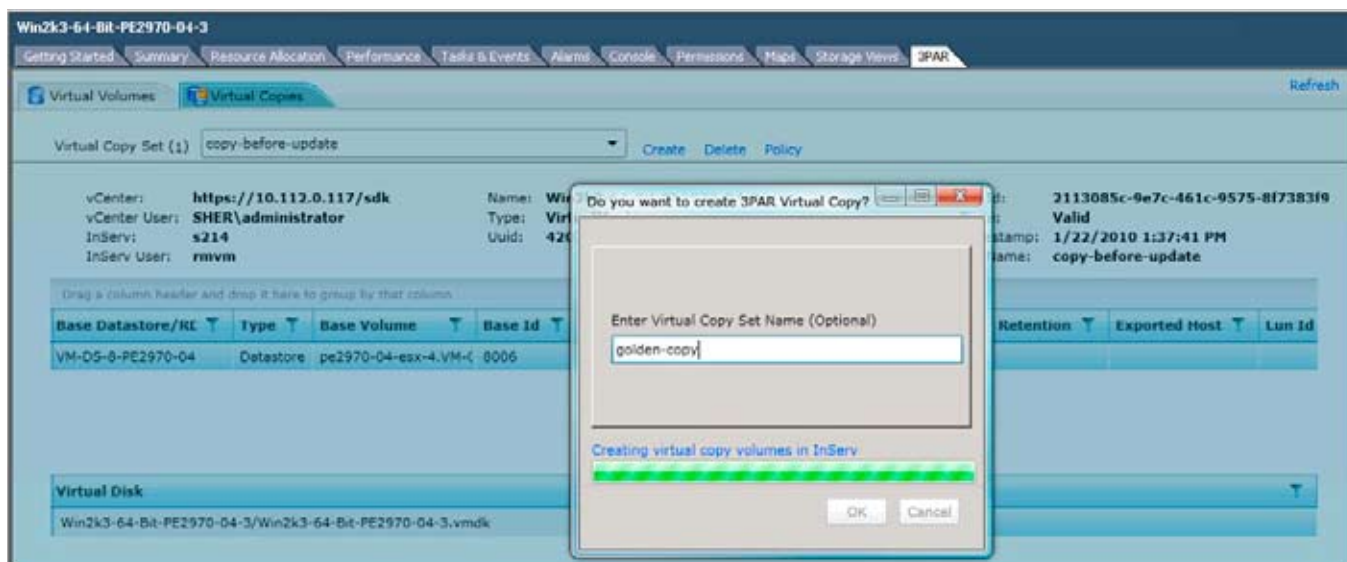 Win2k3-64-Bit-PE2970-04-3
Getting Started Summary Resource Allocation Performance Tasks & Events Alarms Console Permissions Maps Storage Views 3PAR
Virtual Volumes Virtual Copies Refresh
Virtual Copy Set (1) copy-before-update Create Delete Policy
vCenter: https://10.112.0.117/sdk Name: Win 2113085c-9e7c-461c-9575-8f7383f9
vCenter User: SHER\administrator Type: Virt Valid
InServ: s214 Uuid: 420 stamp: 1/22/2010 1:37:41 PM
InServ User: rmvm copy-before-update
Do you want to create 3PAR Virtual Copy?
Drag a column header and drop it here to group by that column
Base Datastore/RD Type Base Volume Base Id Retention Exported Host Lun Id
VM-DS-8-PE2970-04 Datastore pe2970-04-esx-4.VM- 8006
Enter Virtual Copy Set Name (Optional)
golden-copy
Creating virtual copy volumes in InServ
OK Cancel
Virtual Disk
Win2k3-64-Bit-PE2970-04-3/Win2k3-64-Bit-PE2970-04-3.vmdk